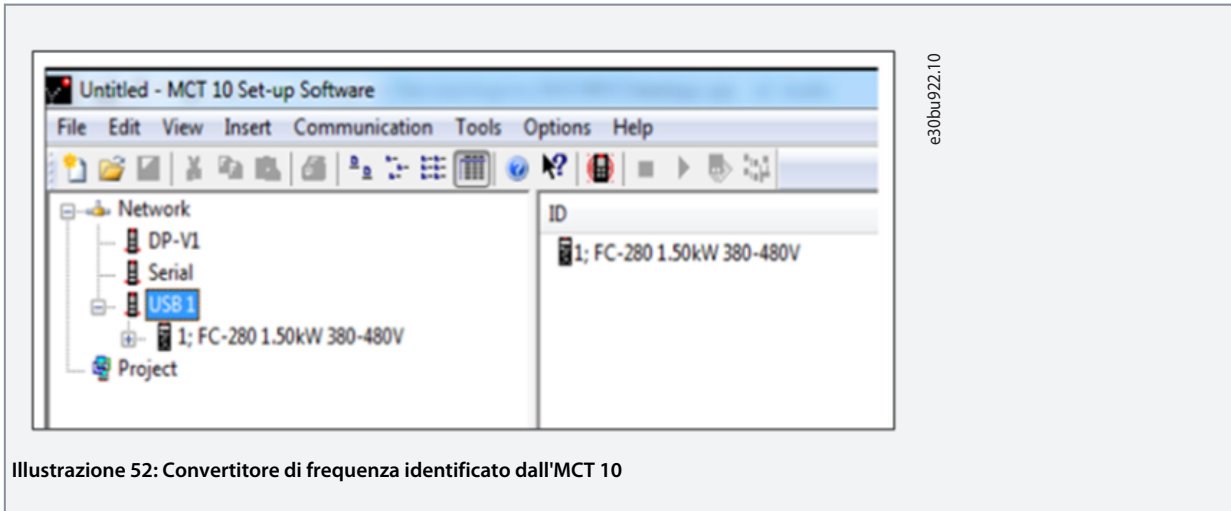 Untitled - MCT 10 Set-up Software
File Edit View Insert Communication Tools Options Help
Network
DP-V1
Serial
USB 1
1; FC-280 1.50kW 380-480V
Project
ID
1; FC-280 1.50kW 380-480V
e30bu922.10
Illustrazione 52: Convertitore di frequenza identificato dall'MCT 10